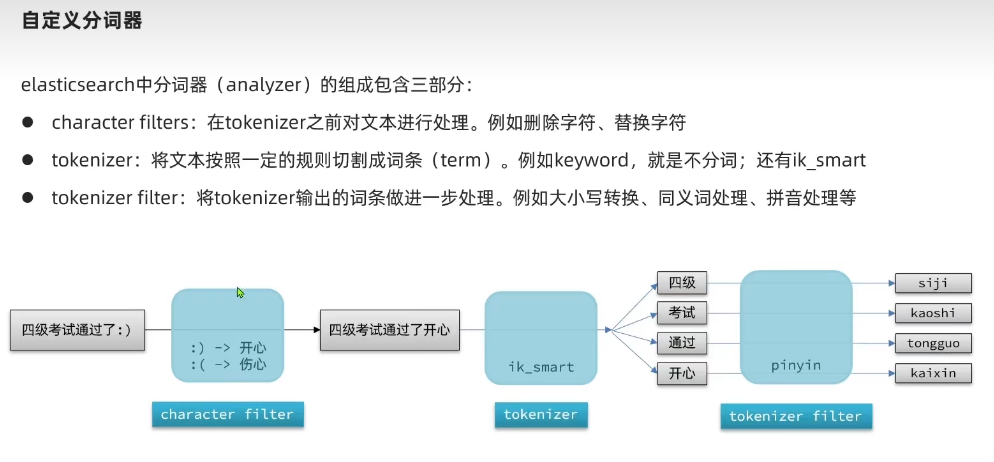 自定义分词器
elasticsearch中分词器（analyzer）的组成包含三部分：
● character filters：在tokenizer之前对文本进行处理。例如删除字符、替换字符
● tokenizer：将文本按照一定的规则切割成词条（term）。例如keyword，就是不分词；还有ik_smart
● tokenizer filter：将tokenizer输出的词条做进一步处理。例如大小写转换、同义词处理、拼音处理等
四级考试通过了:)
:) -> 开心
:( -> 伤心
character filter
四级考试通过了开心
ik_smart
tokenizer
四级
考试
通过
开心
pinyin
tokenizer filter
siji
kaoshi
tongguo
kaixin